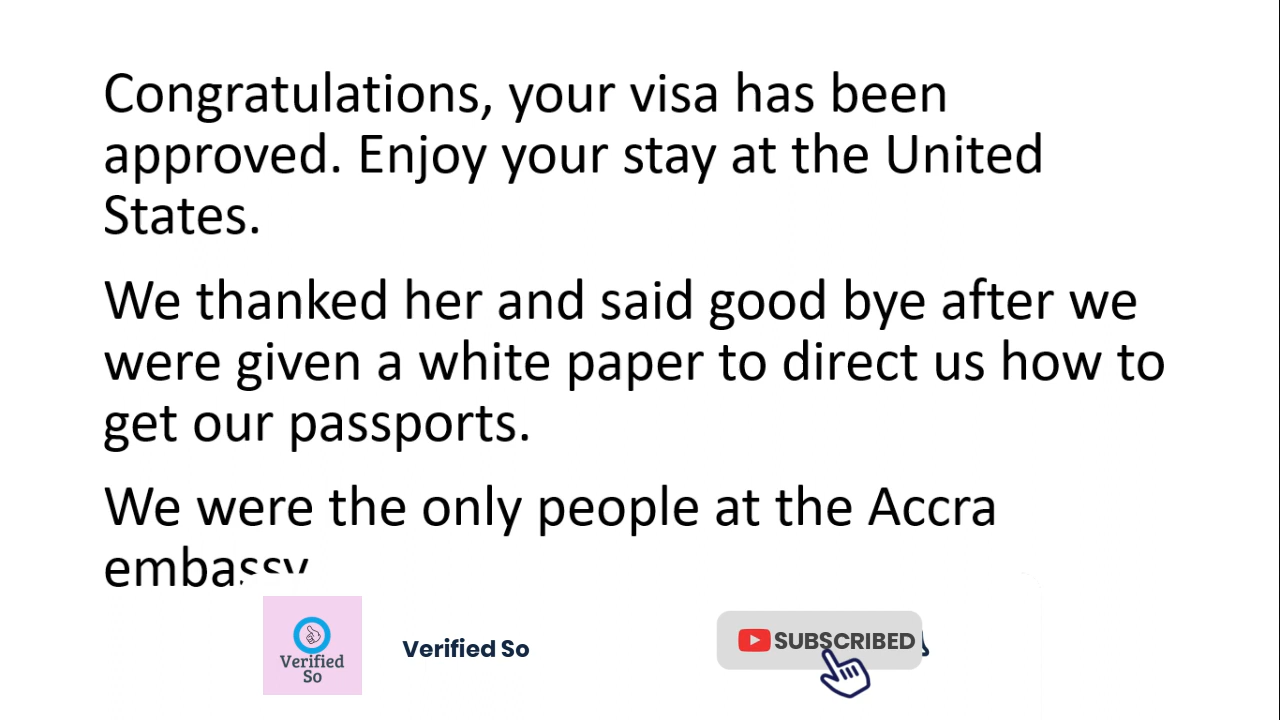 Congratulations, your visa has been
approved. Enjoy your stay at the United
States.
We thanked her and said good bye after we
were given a white paper to direct us how to
get our passports.
We were the only people at the Accra
embassy
Verified
So
Verified So
SUBSCRIBED